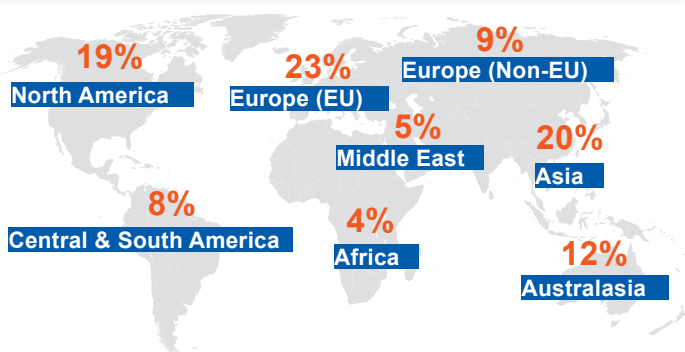 9%
19%
23%
Europe (Non-EU)
North America
Europe (EU)
5%
20%
Middle East
Asia
8%
4%
Central & South America
12%
Africa
Australasia